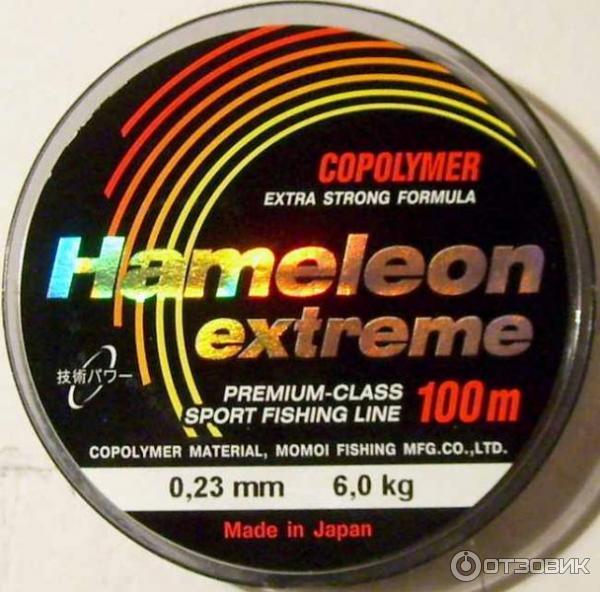 COPOLYMER
EXTRA STRONG FORMULA
Hameleon
extreme
技術パワー
PREMIUM-CLASS
SPORT FISHING LINE 100m
COPOLYMER MATERIAL, MOMOI FISHING MFG.CO.,LTD.
0,23 mm 6,0 kg
Made in Japan
ОТЗОВИК